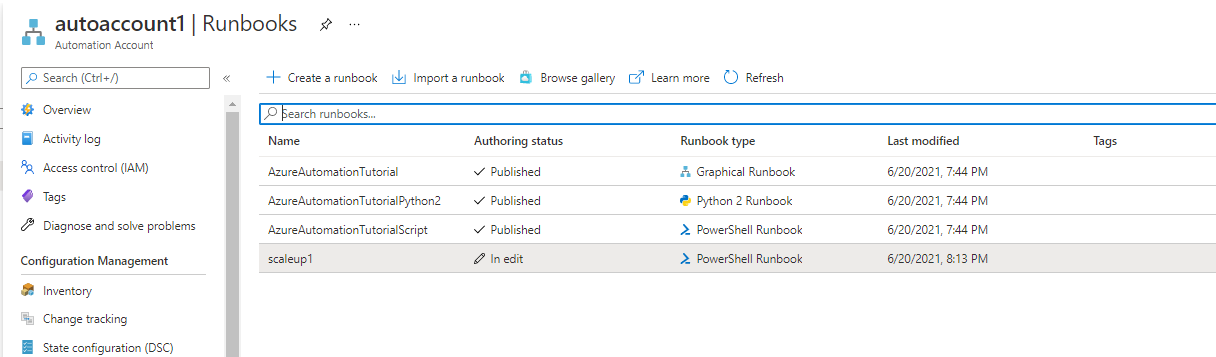 autoaccount1 | Runbooks
Automation Account
Search (Ctrl+/)
«
Overview
Activity log
Access control (IAM)
Tags
Diagnose and solve problems
Configuration Management
Inventory
Change tracking
State configuration (DSC)
Create a runbook Import a runbook Browse gallery Learn more Refresh
Search runbooks...
Name Authoring status Runbook type Last modified Tags
AzureAutomationTutorial Published Graphical Runbook 6/20/2021, 7:44 PM
AzureAutomationTutorialPython2 Published Python 2 Runbook 6/20/2021, 7:44 PM
AzureAutomationTutorialScript Published PowerShell Runbook 6/20/2021, 7:44 PM
scaleup1 In edit PowerShell Runbook 6/20/2021, 8:13 PM